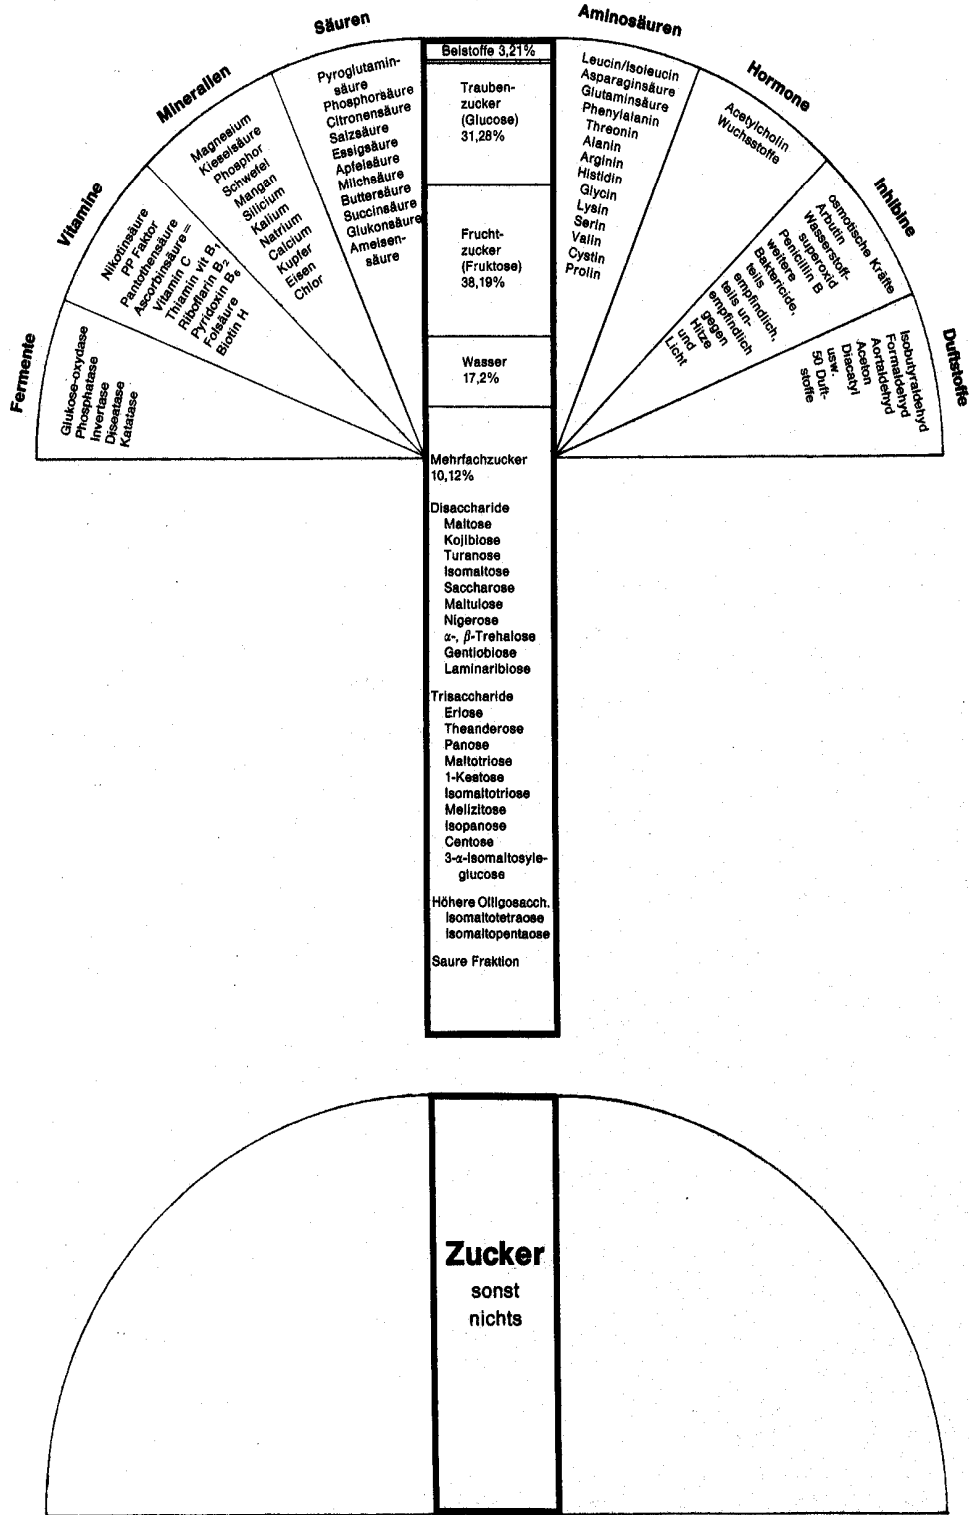 Fermente
Glukose-oxydase
Phosphatase
Invertase
Diseatase
Katatase
Vitamine
Nikotinsäure
PP Faktor
Pantothensäure
Ascorbinsäure =
Vitamin C
Thiamin vit B1
Riboflarin B2
Pyridoxin B6
Folsäure
Biotin H
Mineralien
Magnesium
Kieselsäure
Phosphor
Schwefel
Mangan
Silicium
Kalium
Natrium
Calcium
Kupfer
Eisen
Chlor
Säuren
Pyroglutamin-
säure
Phosphorsäure
Citronensäure
Salzsäure
Essigsäure
Apfelsäure
Milchsäure
Buttersäure
Succinsäure
Glukonsäure
Ameisen-
säure
Beistoffe 3,21%
Trauben-
zucker
(Glucose)
31,28%
Frucht-
zucker
(Fruktose)
38,19%
Wasser
17,2%
Mehrfachzucker
10,12%
Disaccharide
Maltose
Kojibiose
Turanose
Isomaltose
Saccharose
Maltulose
Nigerose
α-, β-Trehalose
Gentiobiose
Laminaribiose
Trisaccharide
Erlose
Theanderose
Panose
Maltotriose
1-Kestose
Isomaltotriose
Melizitose
Isopanose
Centose
3-α-Isomaltosyle-
glucose
Höhere Olligosacch.
Isomaltotetraose
Isomaltopentaose
Saure Fraktion
Aminosäuren
Leucin/Isoleucin
Asparaginsäure
Glutaminsäure
Phenylalanin
Threonin
Alanin
Arginin
Histidin
Glycin
Lysin
Serin
Valin
Cystin
Prolin
Hormone
Acetylcholin
Wuchsstoffe
Inhibine
osmotische Kräfte
Arbutin
Wasserstoff-
superoxid
Penicillin B
weitere
Baktericide,
teils
empfindlich,
teils un-
empfindlich
gegen
Hitze
und
Licht
Duftstoffe
Isobutyraldehyd
Formaldehyd
Aortaldehyd
Aceton
Diacatyl
usw.
50 Duft-
stoffe
Zucker
sonst
nichts